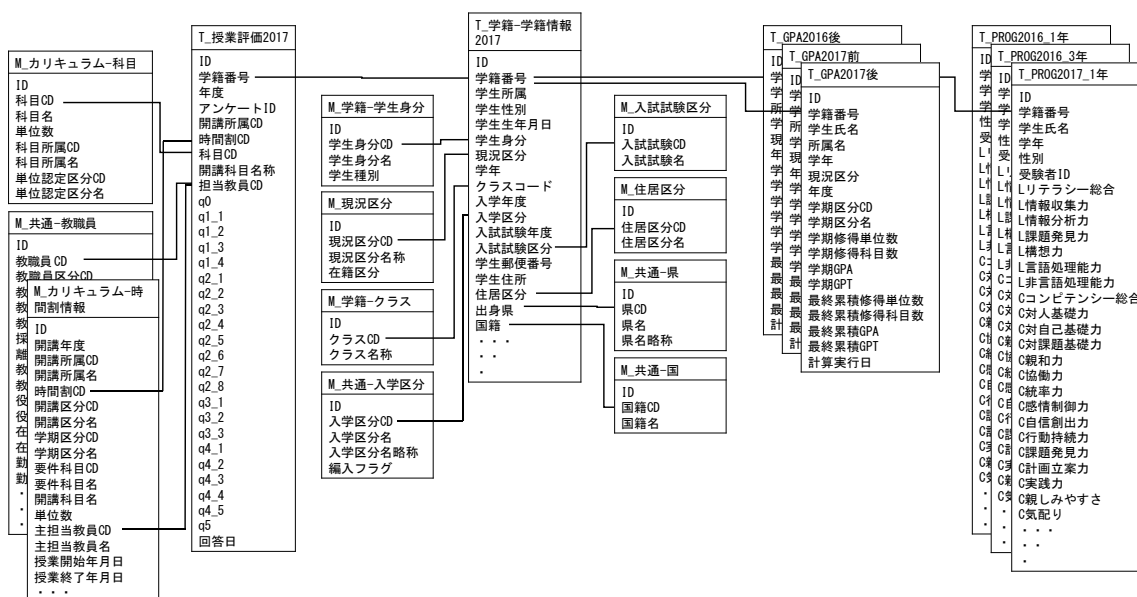 M_カリキュラム-科目
ID
科目CD
科目名
単位数
科目所属CD
科目所属名
単位認定区分CD
単位認定区分名
M_共通-教職員
ID
教職員CD
教職員区分CD
教
教
教
採
離
教
教
役
役
在
在
勤
勤
・
・
・
M_カリキュラム-時
間割情報
ID
開講年度
開講所属CD
開講所属名
時間割CD
開講区分CD
開講区分名
学期区分CD
学期区分名
要件科目CD
要件科目名
開講科目名
単位数
主担当教員CD
主担当教員名
授業開始年月日
授業終了年月日
・・・
T_授業評価2017
ID
学籍番号
年度
アンケートID
開講所属CD
時間割CD
科目CD
開講科目名称
担当教員CD
q0
q1_1
q1_2
q1_3
q1_4
q2_1
q2_2
q2_3
q2_4
q2_5
q2_6
q2_7
q2_8
q3_1
q3_2
q3_3
q4_1
q4_2
q4_3
q4_4
q4_5
q5
回答日
M_学籍-学生身分
ID
学生身分CD
学生身分名
学生種別
M_現況区分
ID
現況区分CD
現況区分名称
在籍区分
M_学籍-クラス
ID
クラスCD
クラス名称
M_共通-入学区分
ID
入学区分CD
入学区分名
入学区分名略称
編入フラグ
T_学籍-学籍情報
2017
ID
学籍番号
学生所属
学生性別
学生生年月日
学生身分
現況区分
学年
クラスコード
入学年度
入学区分
入試試験年度
入試試験区分
学生郵便番号
学生住所
住居区分
出身県
国籍
・・・
・・
・
M_入試試験区分
ID
入試試験CD
入試試験名
M_住居区分
ID
住居区分CD
住居区分名
M_共通-県
ID
県CD
県名
県名略称
M_共通-国
ID
国籍CD
国籍名
T_GPA2016後
T_GPA2017前
T_GPA2017後
ID
学籍番号
学生氏名
所属名
学年
現況区分
年度
学期区分CD
学期区分名
学期修得単位数
学期修得科目数
学期GPA
学期GPT
最終累積修得単位数
最終累積修得科目数
最終累積GPA
最終累積GPT
計算実行日
T_PROG2016_1年
T_PROG2016_3年
T_PROG2017_1年
ID
学籍番号
学生氏名
学年
性別
受験者ID
Lリテラシー総合
L情報収集力
L情報分析力
L課題発見力
L構想力
L言語処理能力
L非言語処理能力
Cコンピテンシー総合
C対人基礎力
C対自己基礎力
C対課題基礎力
C親和力
C協働力
C統率力
C感情制御力
C自信創出力
C行動持続力
C課題発見力
C計画立案力
C実践力
C親しみやすさ
C気配り
・・・
・・
・